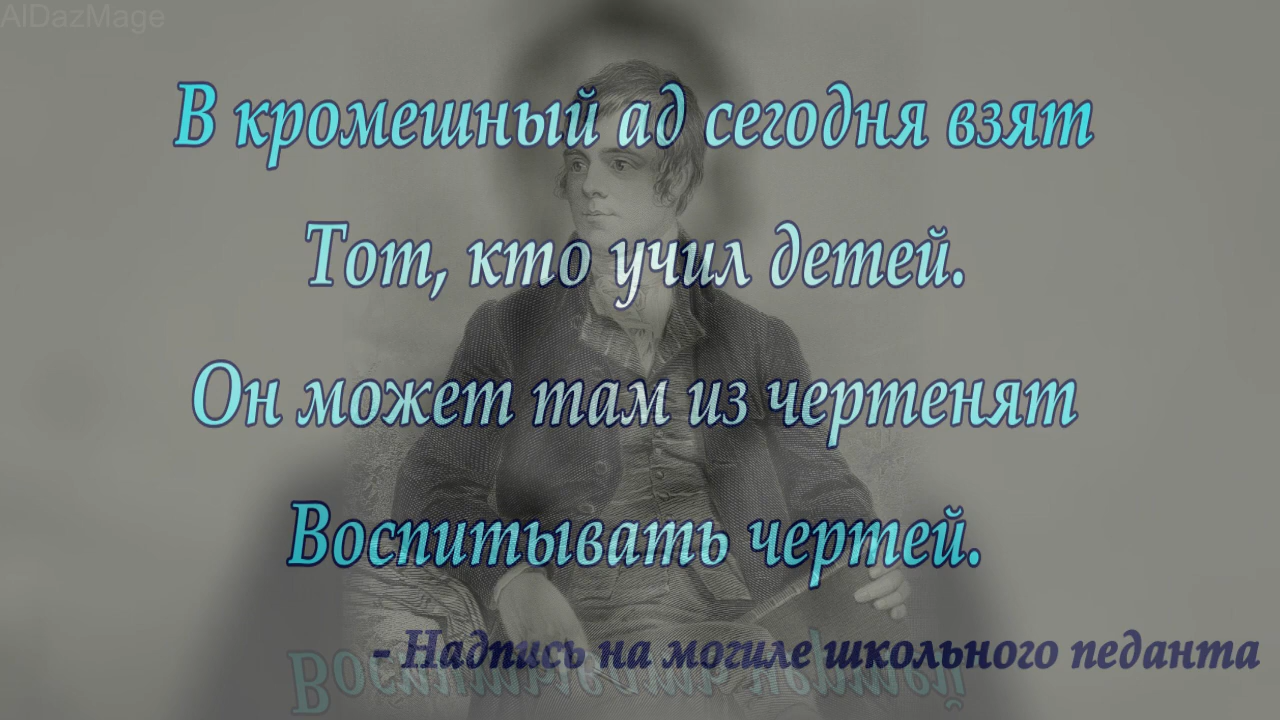 AlDazMage
В кромешный ад сегодня взят
Тот, кто учил детей.
Он может там из чертенят
Воспитывать чертей.
- Надпись на могиле школьного педанта